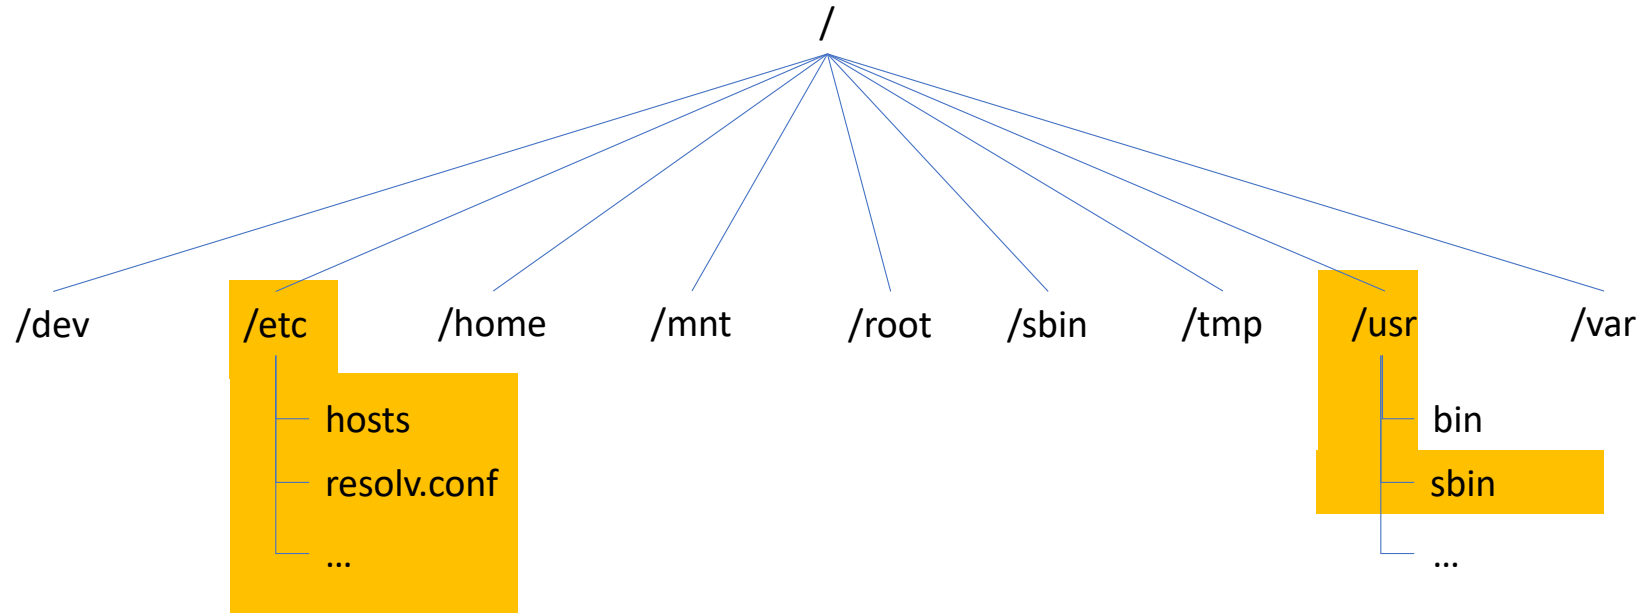 /
/dev /etc /home /mnt /root /sbin /tmp /usr /var
hosts bin
resolv.conf sbin
... ...